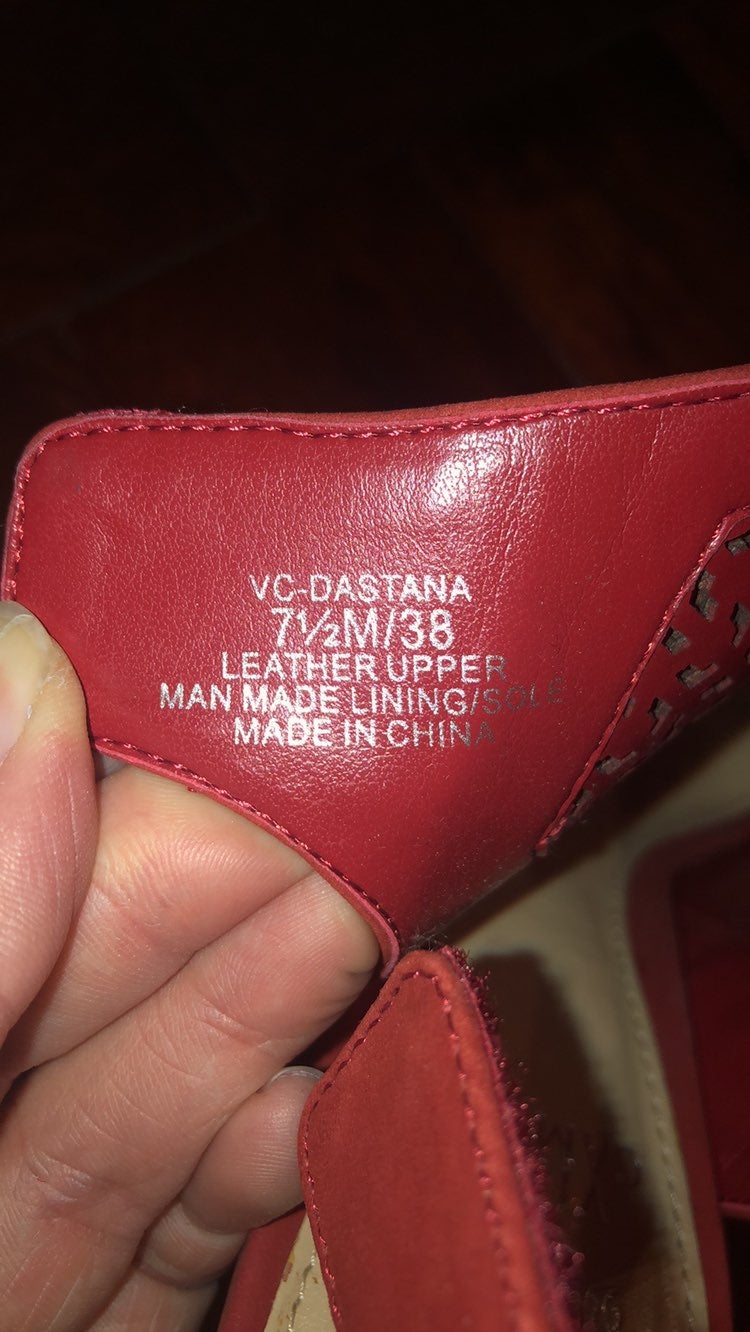 VC-DASTANA
7½M/38
LEATHER UPPER
MAN MADE LINING/SOLE
MADE IN CHINA